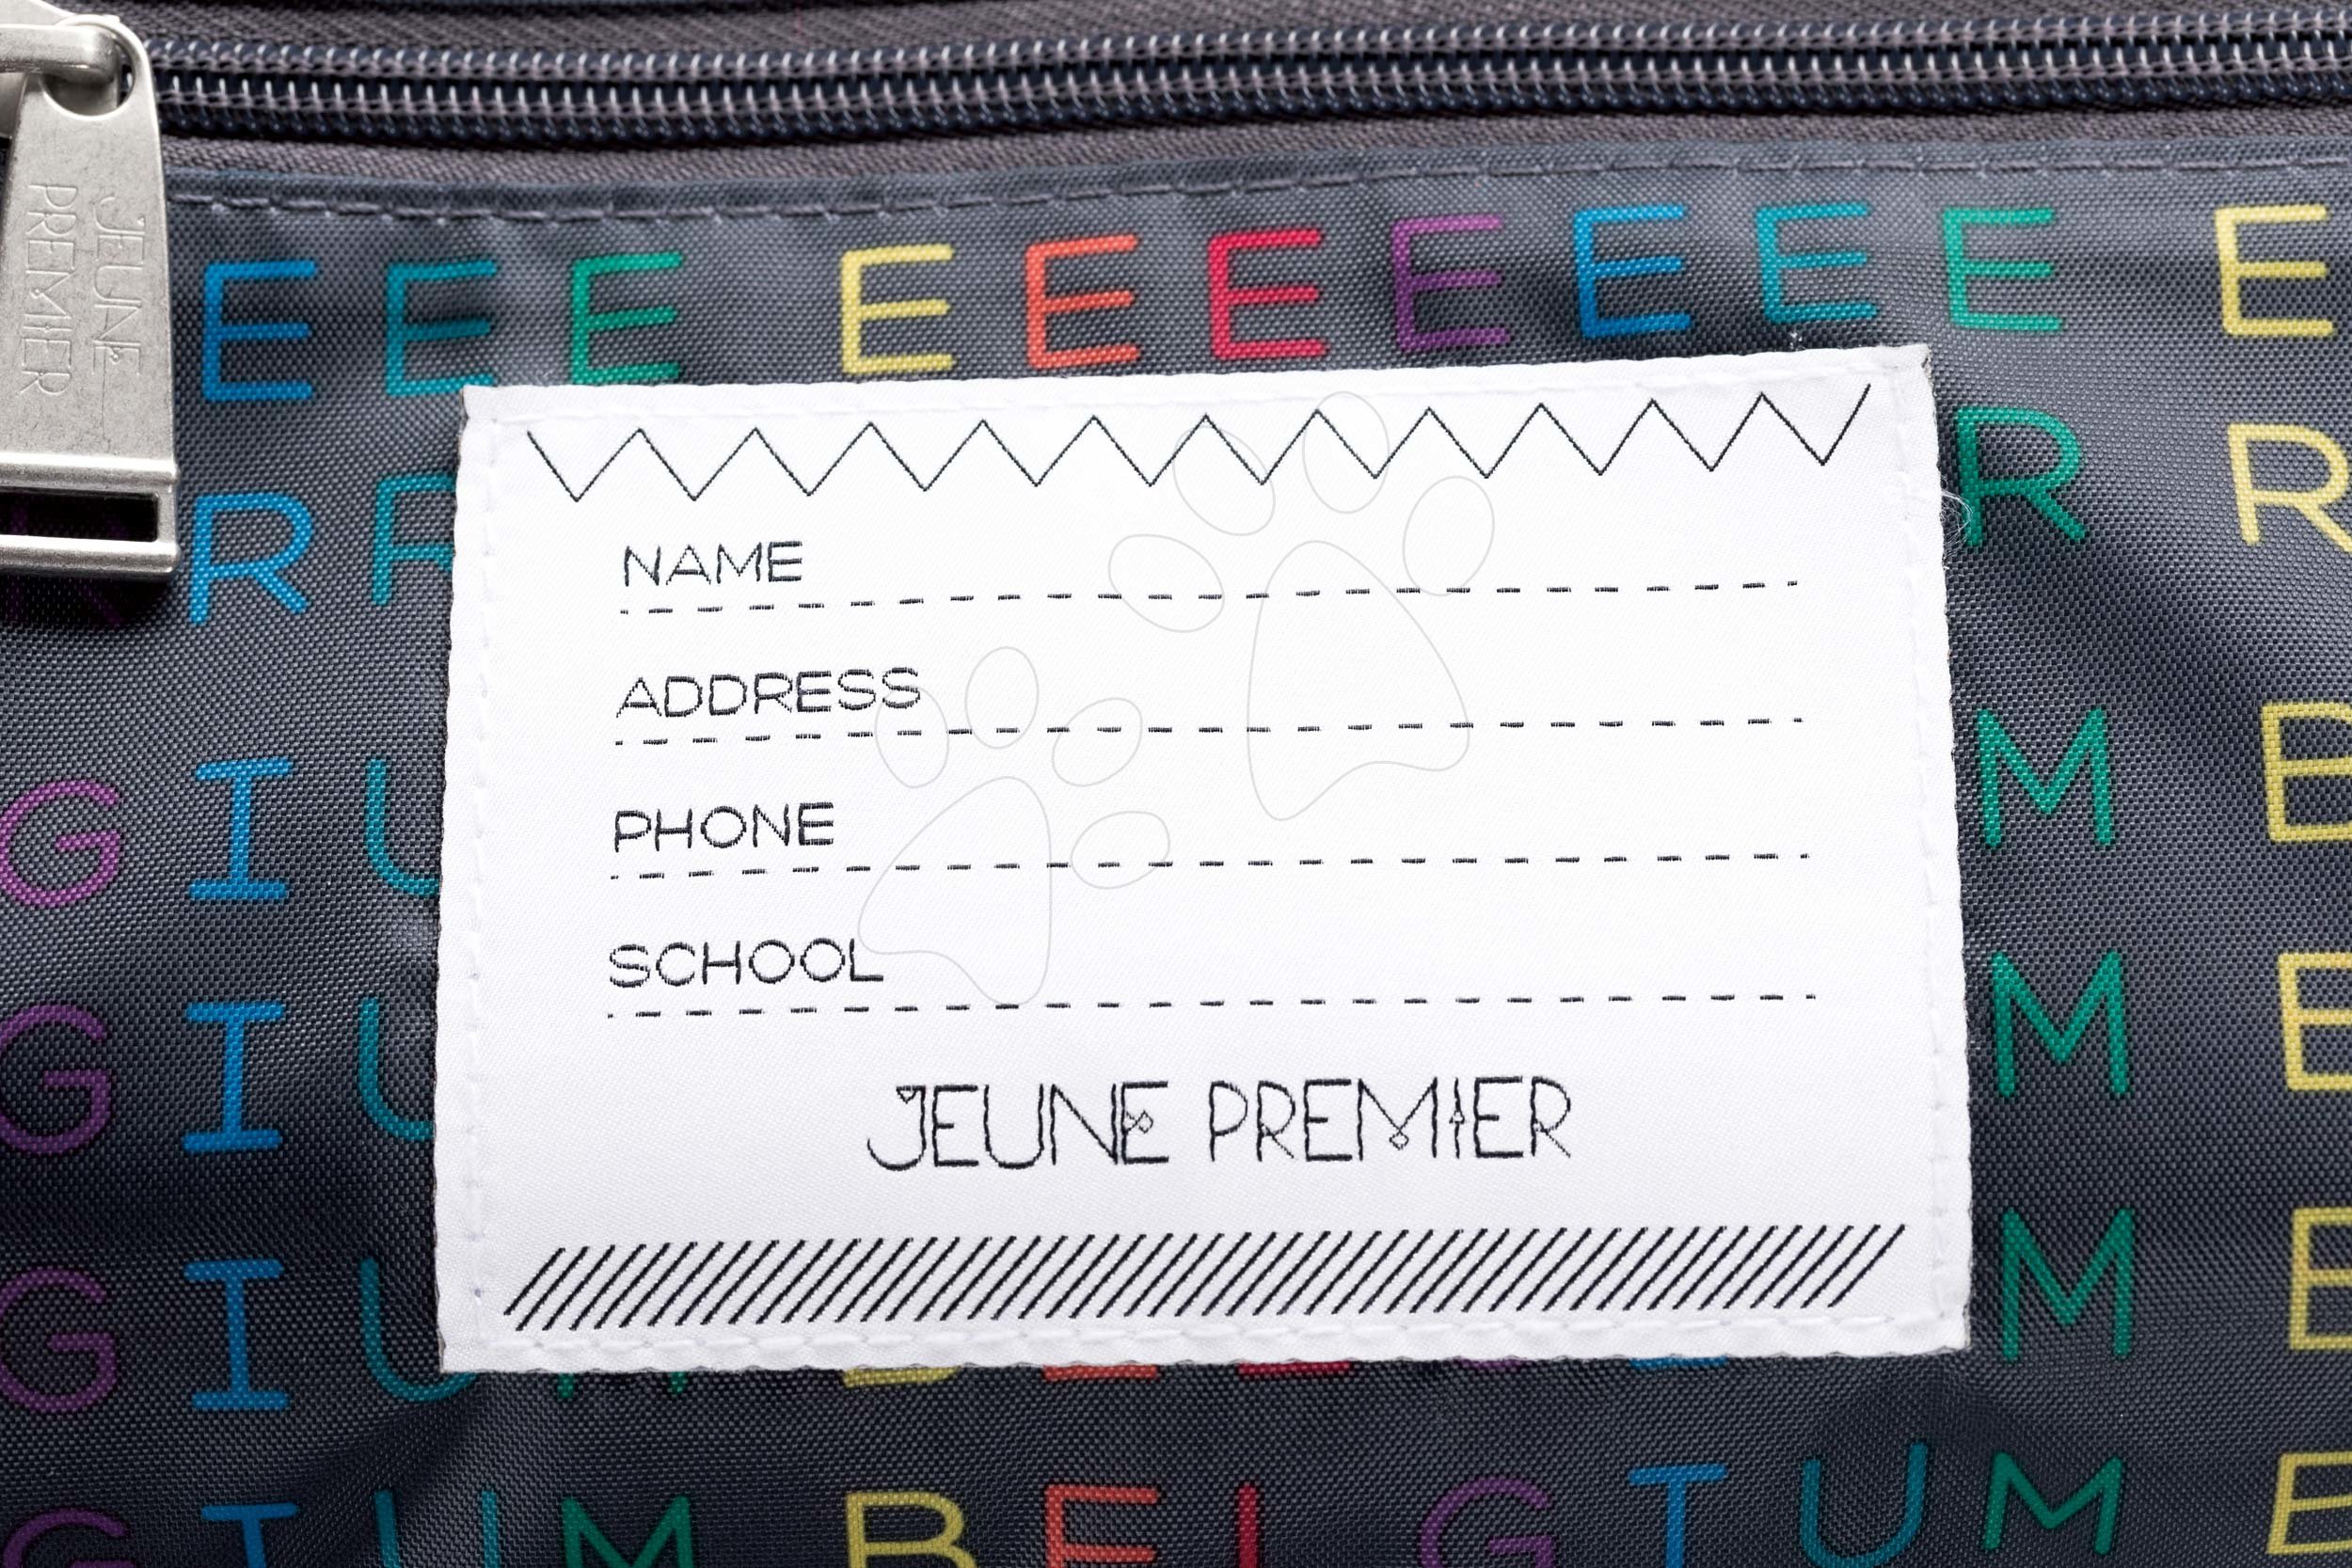 JEUNE
PREMIER
E E E E E E E E E E E
R R R
NAME
ADDRESS
PHONE
SCHOOL
JEUNE PREMIER
G I U M B
G I U M B
G I U M B
G I U M B E L G I U M B